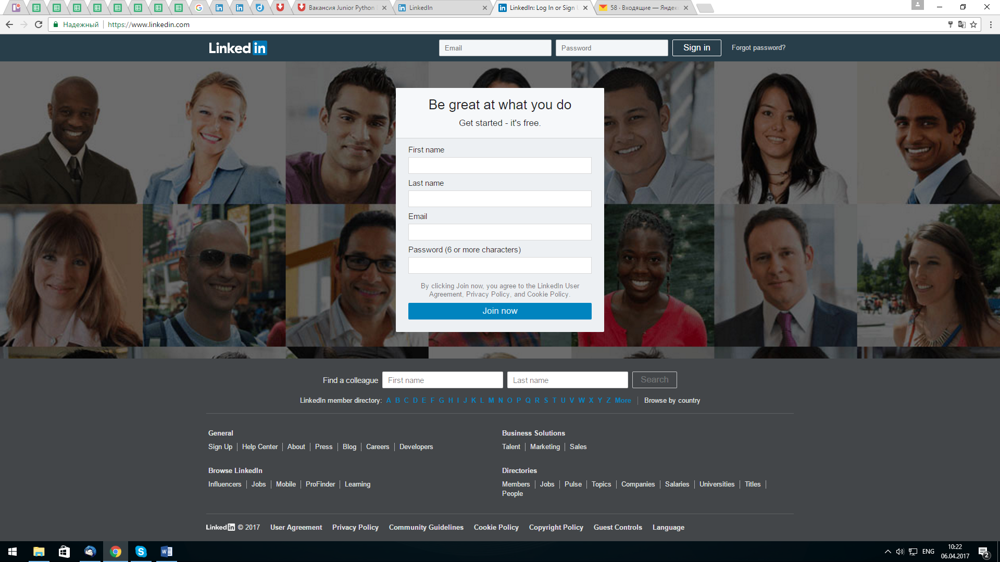 Вакансия Junior Python
LinkedIn
LinkedIn: Log In or Sign
58 · Входящие — Яндекс
Надежный https://www.linkedin.com
Linked in
Email
Password
Sign in
Forgot password?
Be great at what you do
Get started - it's free.
First name
Last name
Email
Password (6 or more characters)
By clicking Join now, you agree to the LinkedIn User
Agreement, Privacy Policy, and Cookie Policy.
Join now
Find a colleague First name Last name Search
LinkedIn member directory: A B C D E F G H I J K L M N O P Q R S T U V W X Y Z More Browse by country
General
Sign Up Help Center About Press Blog Careers Developers
Business Solutions
Talent Marketing Sales
Browse LinkedIn
Influencers Jobs Mobile ProFinder Learning
Directories
Members Jobs Pulse Topics Companies Salaries Universities Titles
People
Linked in © 2017 User Agreement Privacy Policy Community Guidelines Cookie Policy Copyright Policy Guest Controls Language
ENG
10:22
06.04.2017
2